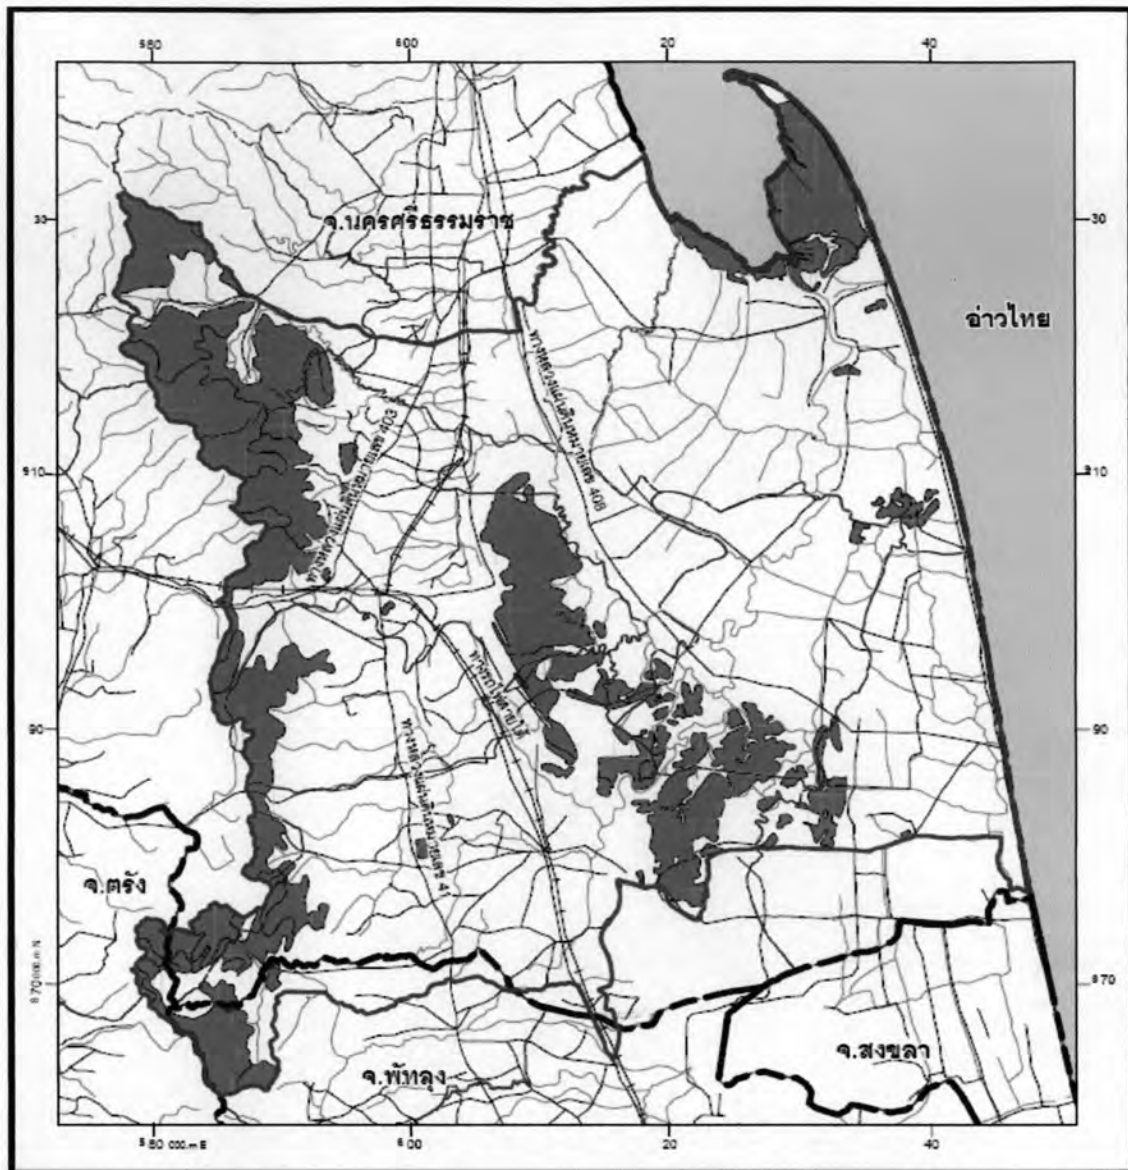 580 600 20 40
30 30
จ.นครศรีธรรมราช
อ่าวไทย
ทางหลวงแผ่นดินหมายเลข 408
ทางหลวงแผ่นดินหมายเลข 403
910 910
ทางรถไฟสายใต้
90 90
ทางหลวงแผ่นดินหมายเลข 41
จ.ตรัง
870 000.m N 870
จ.สงขลา
จ.พัทลุง
580 000.m E 600 20 40